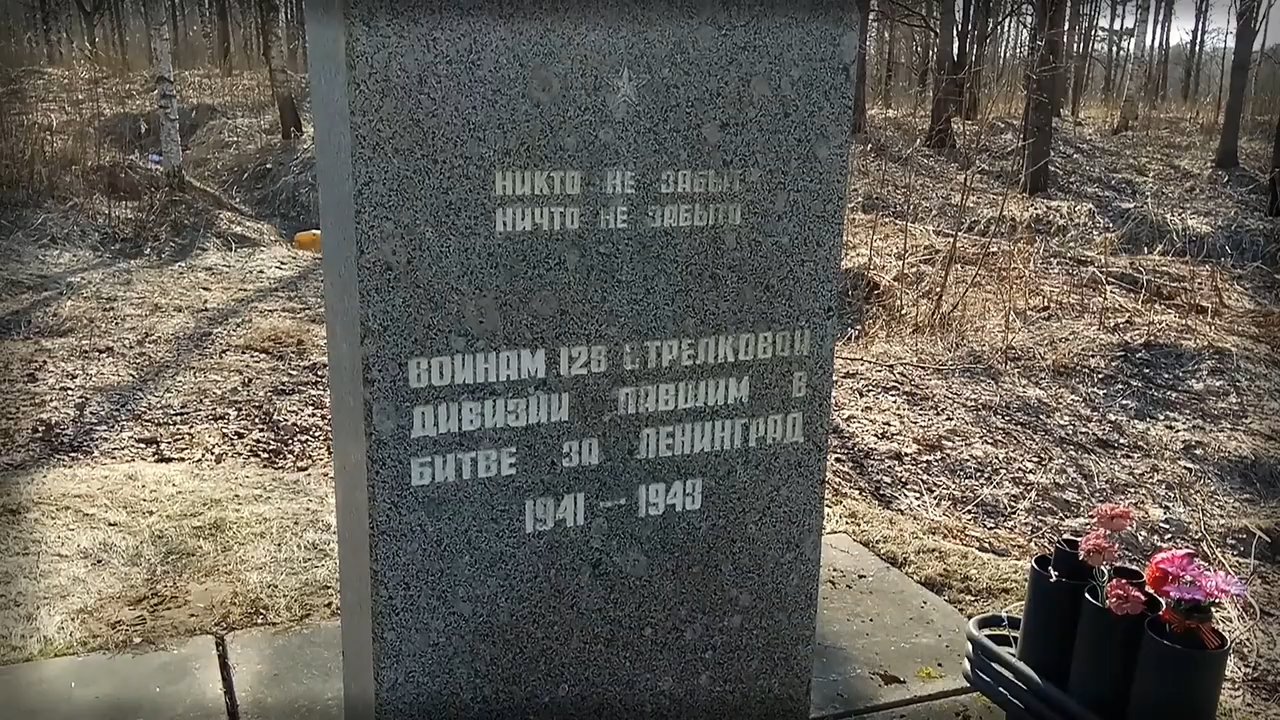 НИКТО НЕ ЗАБЫТ
НИЧТО НЕ ЗАБЫТО
ВОИНАМ 128 СТРЕЛКОВОЙ
ДИВИЗИИ ПАВШИМ В
БИТВЕ ЗА ЛЕНИНГРАД
1941 — 1943